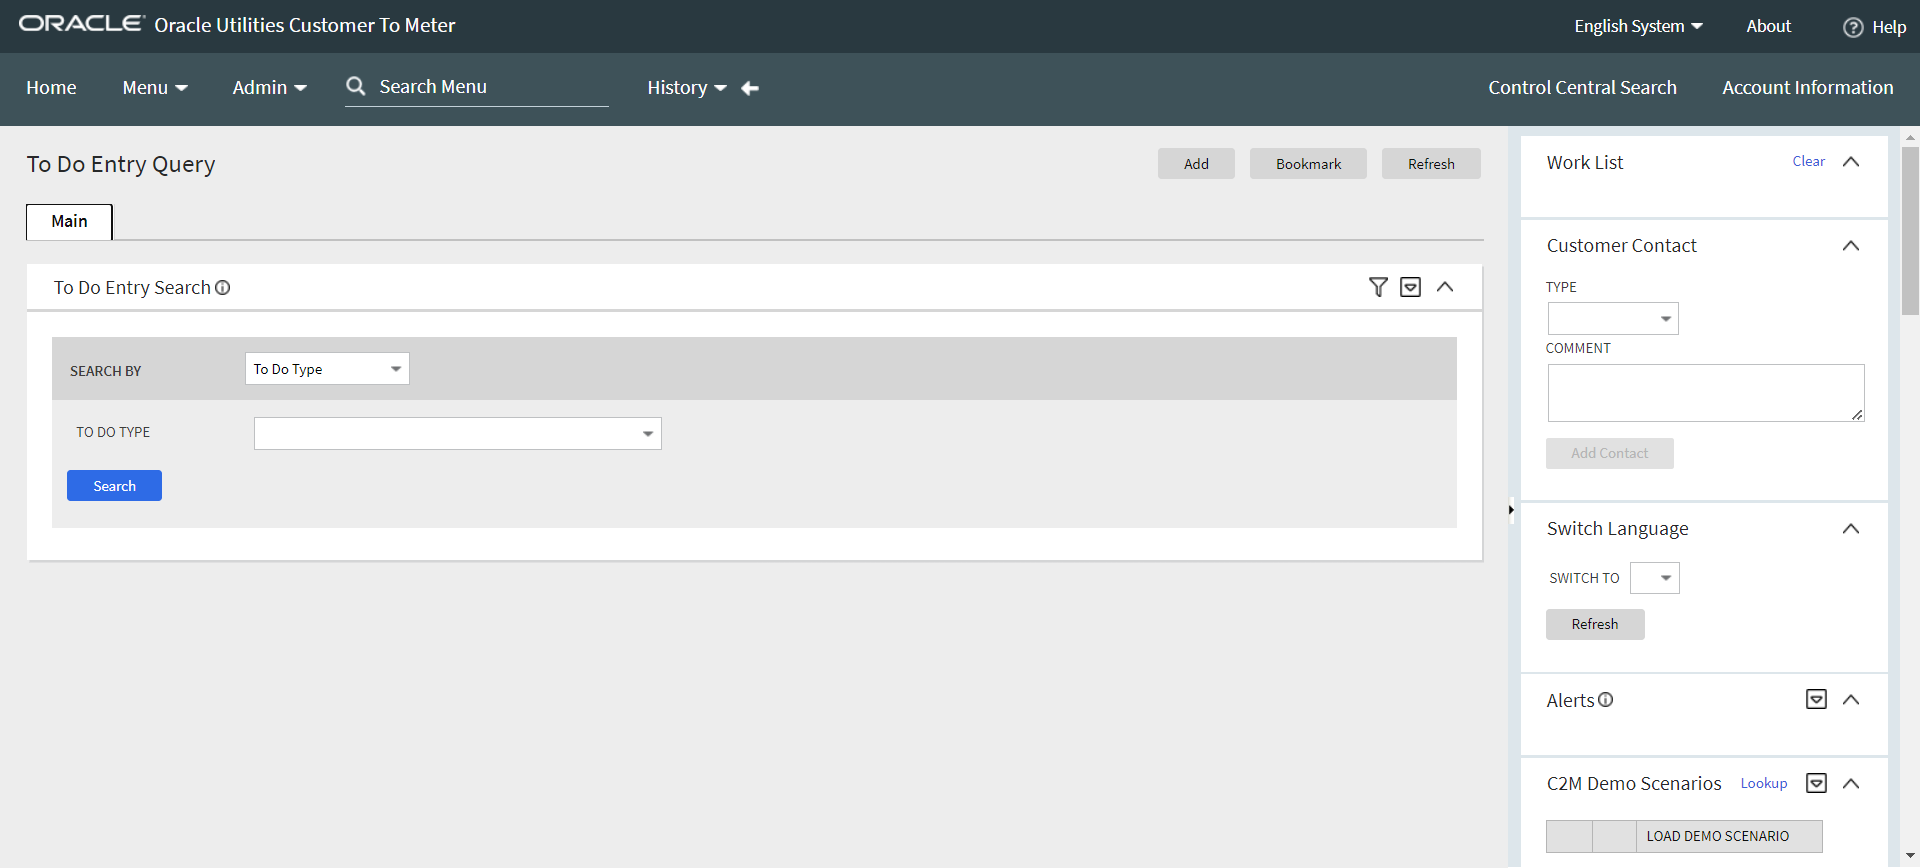 ORACLE Oracle Utilities Customer To Meter
English System
About
Help
Home
Menu
Admin
Search Menu
History
Control Central Search
Account Information
To Do Entry Query
Add
Bookmark
Refresh
Main
To Do Entry Search
SEARCH BY
To Do Type
TO DO TYPE
Search
Work List
Clear
Customer Contact
TYPE
COMMENT
Add Contact
Switch Language
SWITCH TO
Refresh
Alerts
C2M Demo Scenarios
Lookup
LOAD DEMO SCENARIO